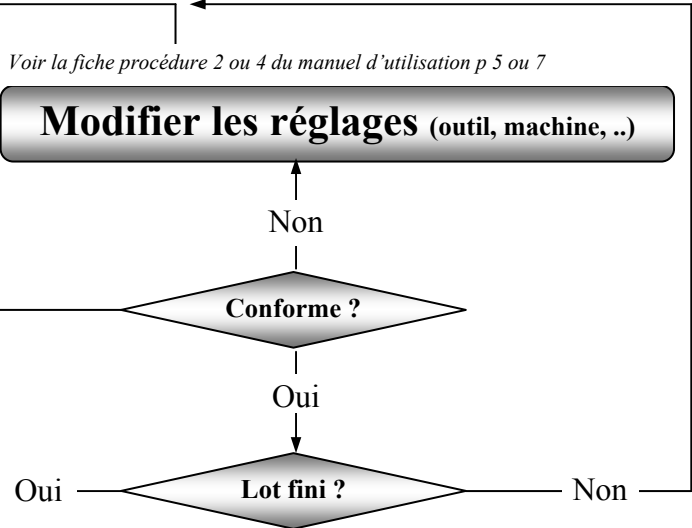 Voir la fiche procédure 2 ou 4 du manuel d’utilisation p 5 ou 7
Modifier les réglages (outil, machine, ..)
Non
Conforme ?
Oui
Oui
Lot fini ?
Non